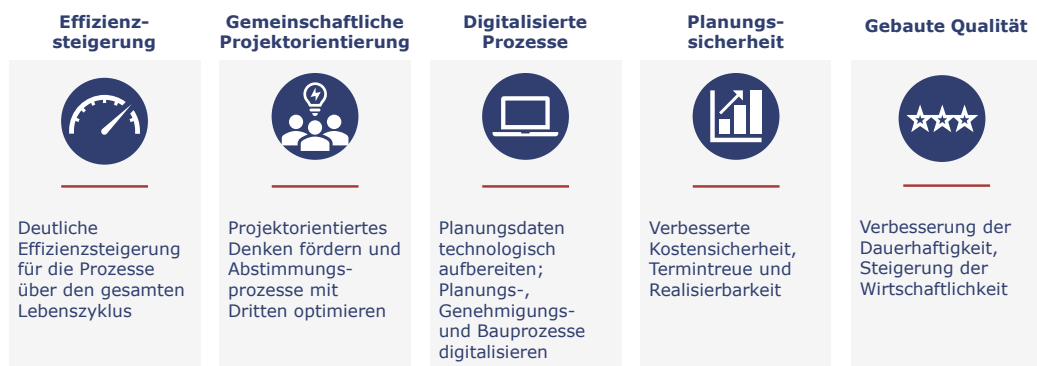 Effizienz-
steigerung
Deutliche
Effizienzsteigerung
für die Prozesse
über den gesamten
Lebenszyklus
Gemeinschaftliche
Projektorientierung
Projektorientiertes
Denken fördern und
Abstimmungs-
prozesse mit
Dritten optimieren
Digitalisierte
Prozesse
Planungsdaten
technologisch
aufbereiten;
Planungs-,
Genehmigungs-
und Bauprozesse
digitalisieren
Planungs-
sicherheit
Verbesserte
Kostensicherheit,
Termintreue und
Realisierbarkeit
Gebaute Qualität
Verbesserung der
Dauerhaftigkeit,
Steigerung der
Wirtschaftlichkeit